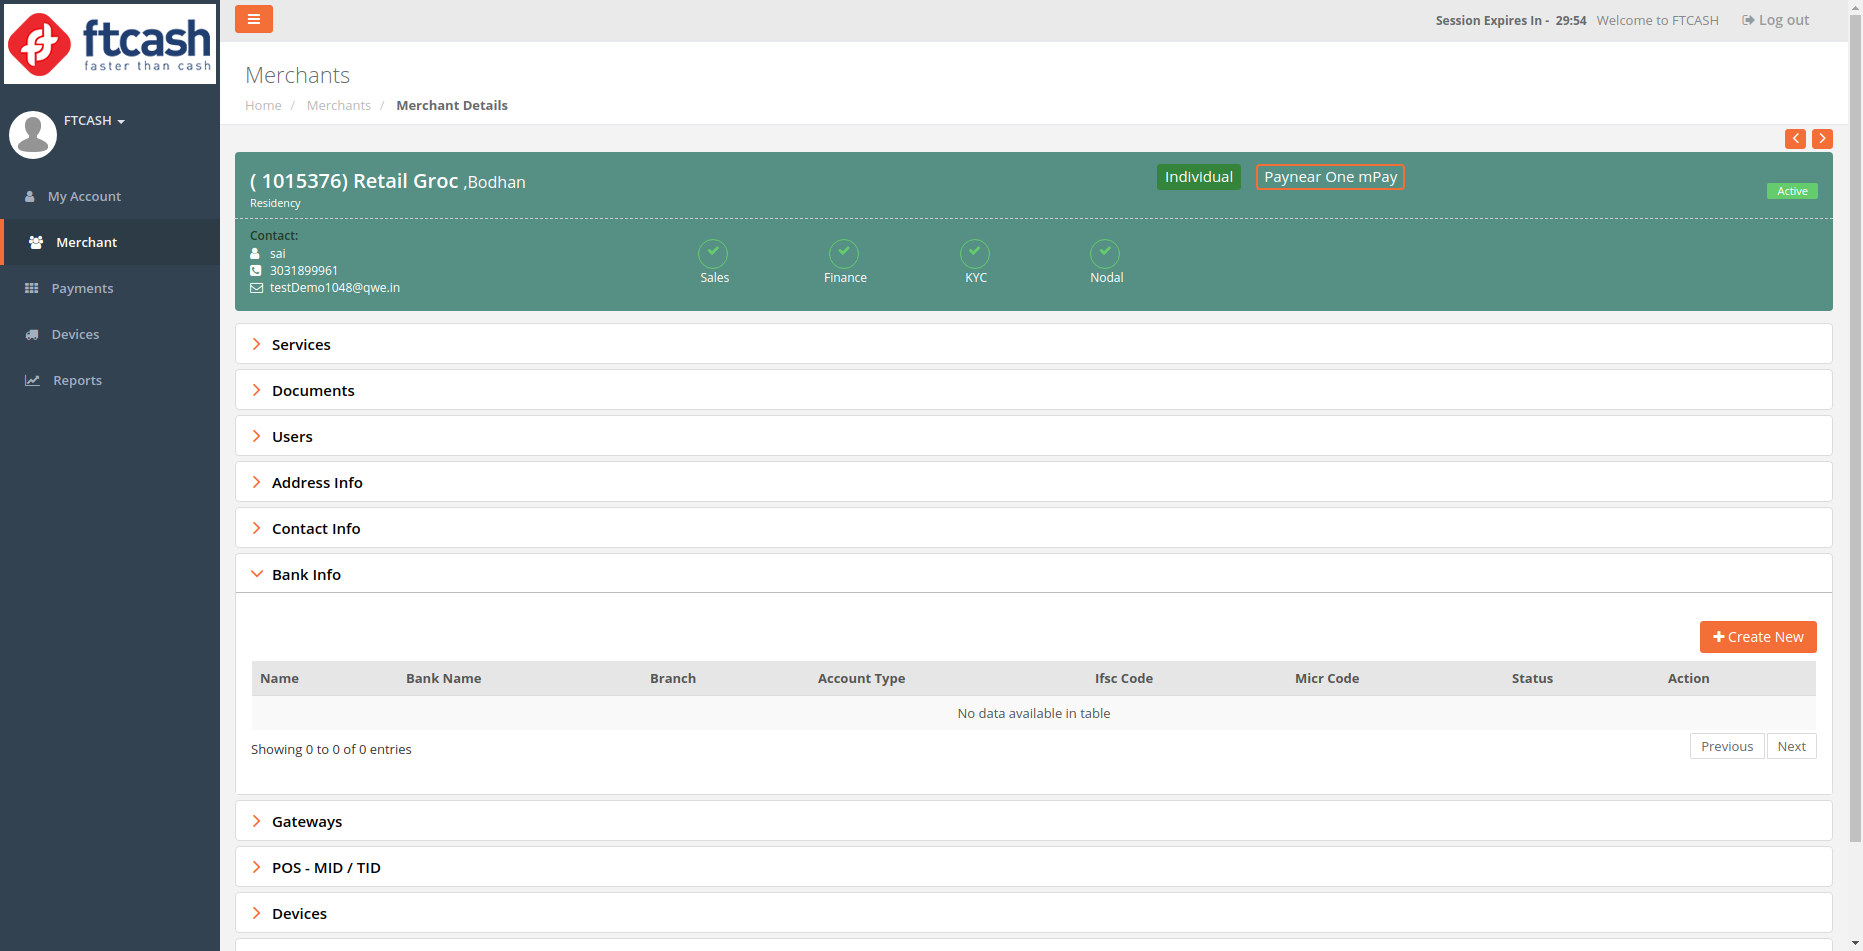 ftcash
faster than cash
FTCASH
My Account
Merchant
Payments
Devices
Reports
Session Expires In - 29:54 Welcome to FTCASH Log out
Merchants
Home / Merchants / Merchant Details
( 1015376) Retail Groc ,Bodhan
Residency
Individual Paynear One mPay
Active
Contact:
sai
3031899961
testDemo1048@qwe.in
Sales Finance KYC Nodal
Services
Documents
Users
Address Info
Contact Info
Bank Info
Create New
Name Bank Name Branch Account Type Ifsc Code Micr Code Status Action
No data available in table
Showing 0 to 0 of 0 entries
Previous Next
Gateways
POS - MID / TID
Devices